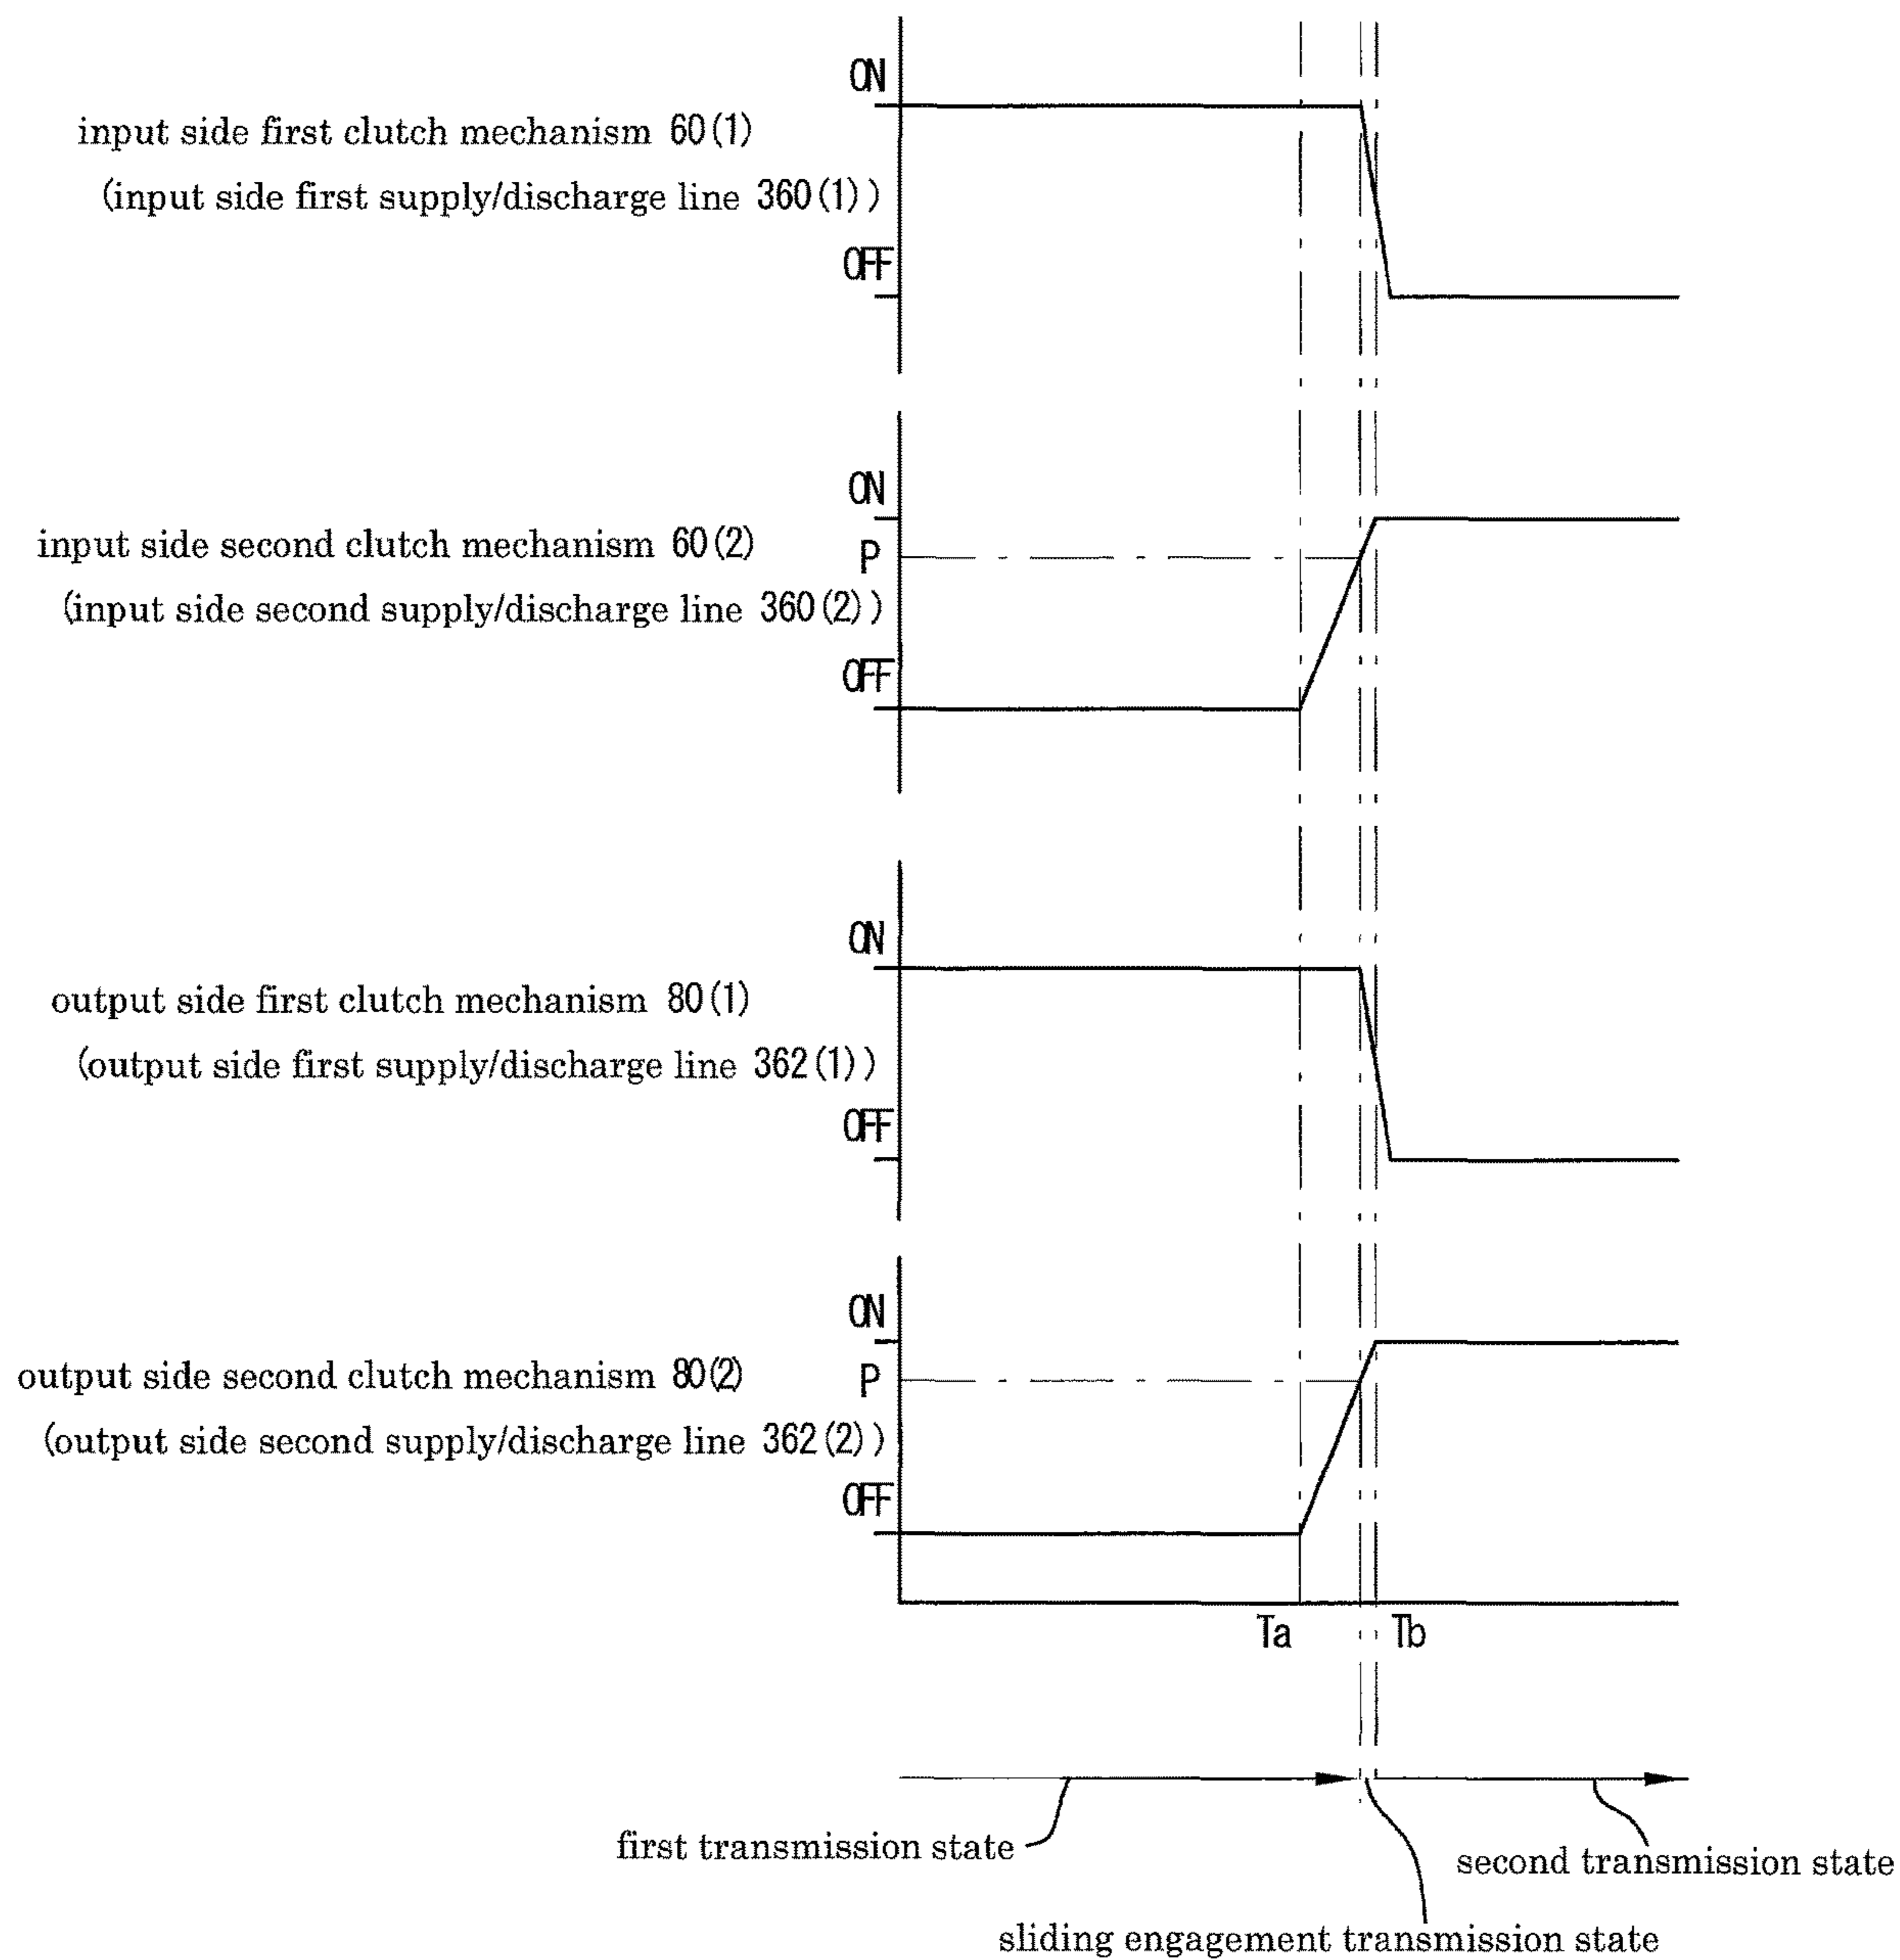 ON
input side first clutch mechanism 60(1)
(input side first supply/discharge line 360(1))
OFF
ON
input side second clutch mechanism 60(2)
P
(input side second supply/discharge line 360(2))
OFF
ON
output side first clutch mechanism 80(1)
(output side first supply/discharge line 362(1))
OFF
ON
output side second clutch mechanism 80(2)
P
(output side second supply/discharge line 362(2))
OFF
Ta
Tb
first transmission state
second transmission state
sliding engagement transmission state